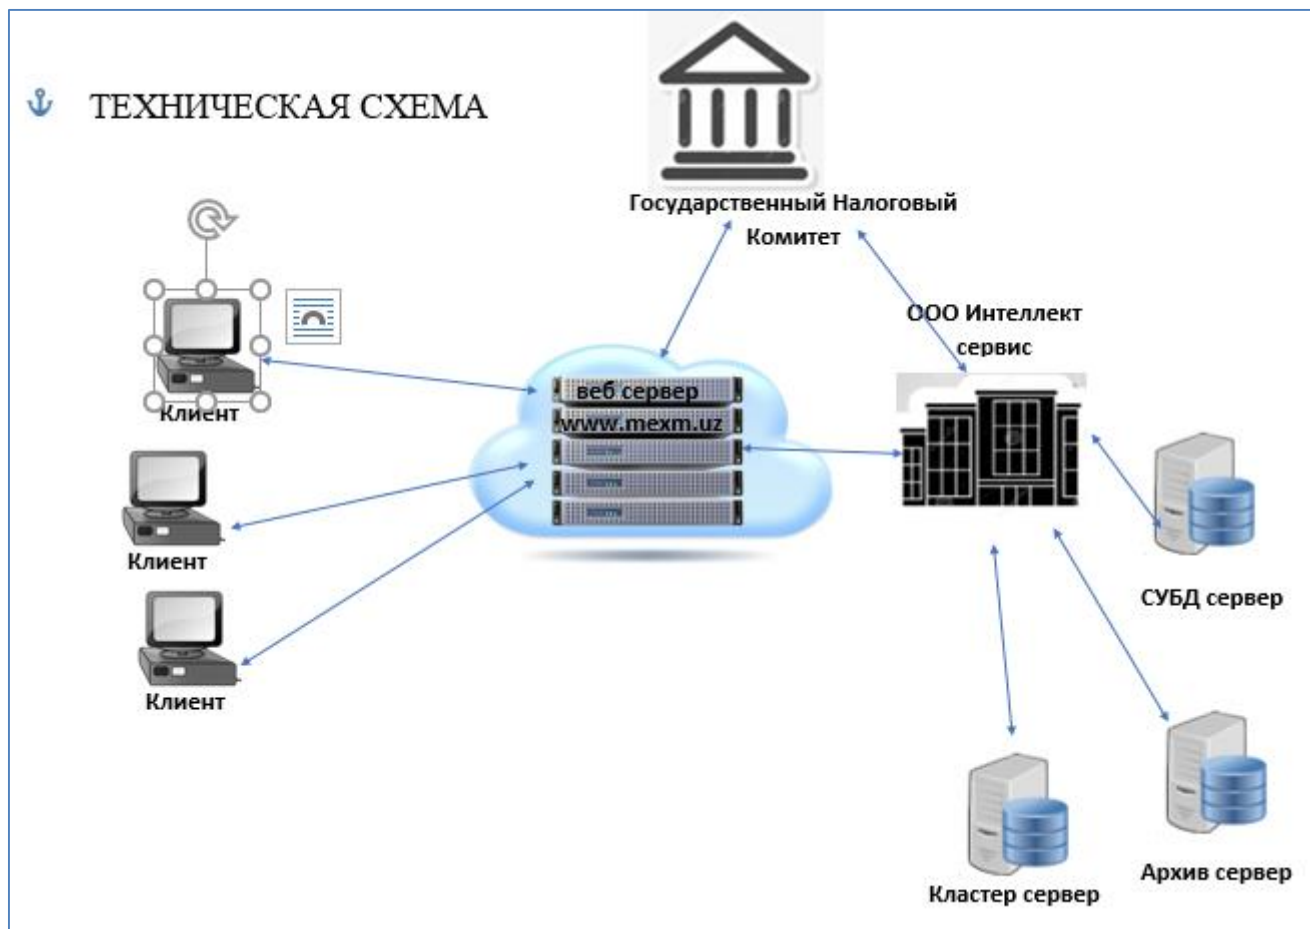 ТЕХНИЧЕСКАЯ СХЕМА
Государственный Налоговый
Комитет
ООО Интеллект
сервис
веб сервер
www.mexm.uz
Клиент
Клиент
Клиент
СУБД сервер
Архив сервер
Кластер сервер